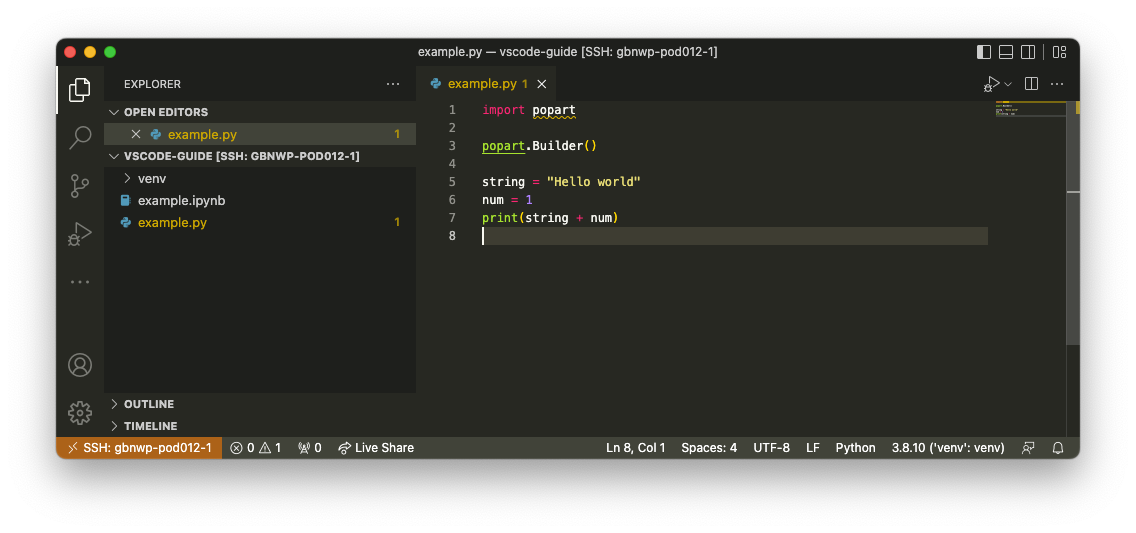 example.py — vscode-guide [SSH: gbnwp-pod012-1]
EXPLORER
OPEN EDITORS
example.py 1
VSCODE-GUIDE [SSH: GBNWP-POD012-1]
venv
example.ipynb
example.py 1
OUTLINE
TIMELINE
example.py 1
1 import popart
2
3 popart.Builder()
4
5 string = "Hello world"
6 num = 1
7 print(string + num)
8
SSH: gbnwp-pod012-1 0 1 0 Live Share Ln 8, Col 1 Spaces: 4 UTF-8 LF Python 3.8.10 ('venv': venv)